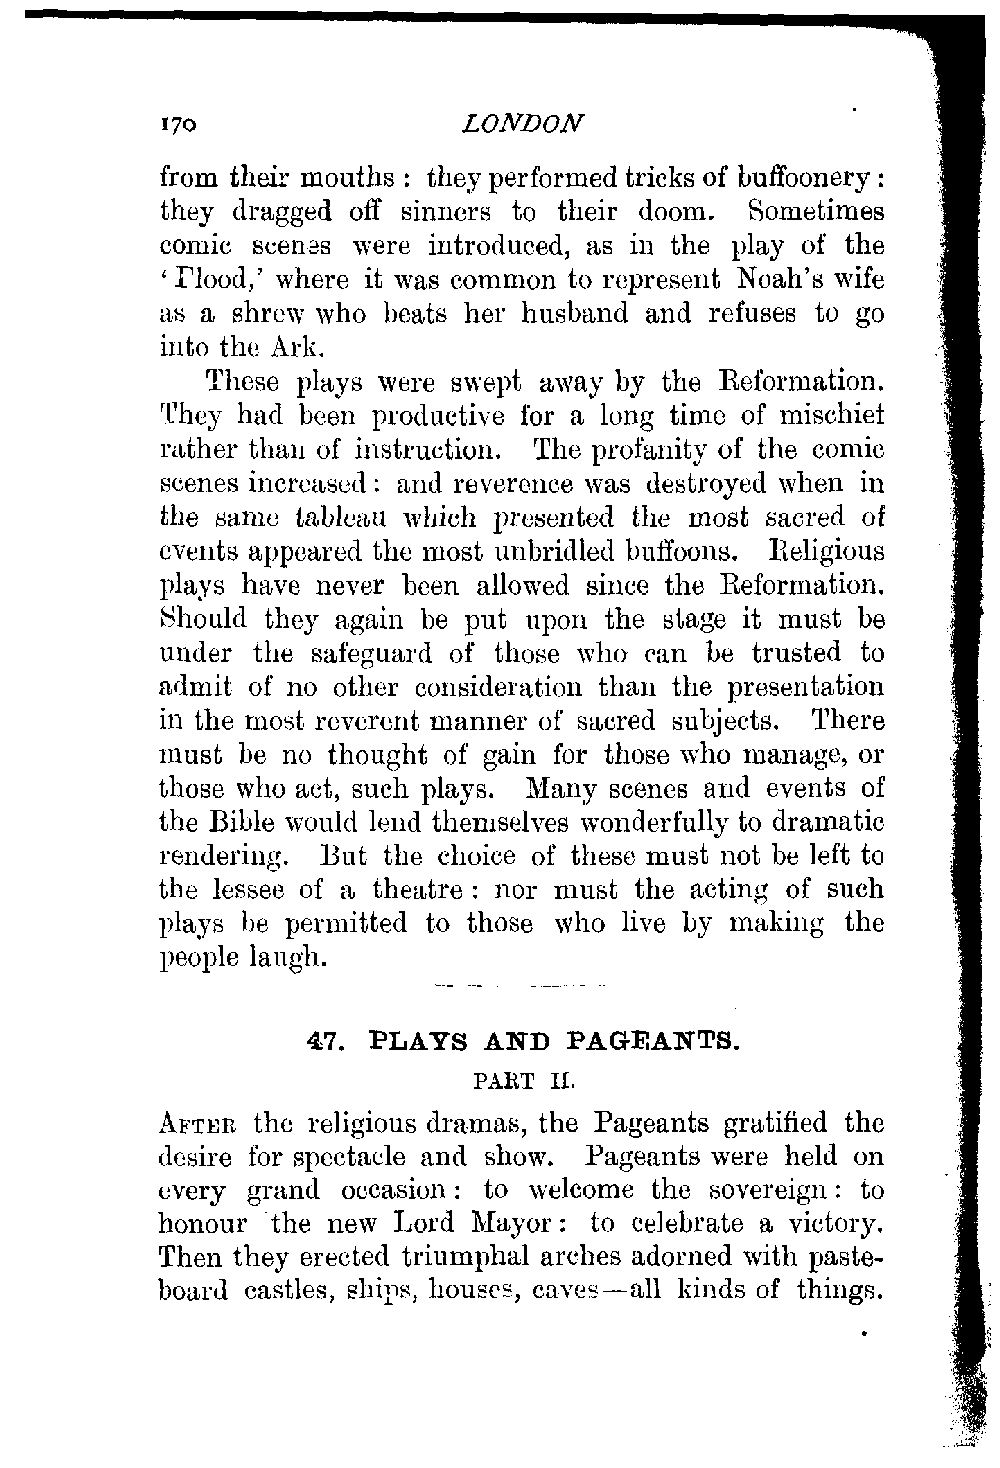 170 LONDON
from their mouths : they performed tricks of buffoonery :
they dragged off sinners to their doom. Sometimes
comic scenes were introduced, as in the play of the
‘Flood,’ where it was common to represent Noah’s wife
as a shrew who beats her husband and refuses to go
into the Ark.
These plays were swept away by the Reformation.
They had been productive for a long time of mischief
rather than of instruction. The profanity of the comic
scenes increased : and reverence was destroyed when in
the same tableau which presented the most sacred of
events appeared the most unbridled buffoons. Religious
plays have never been allowed since the Reformation.
Should they again be put upon the stage it must be
under the safeguard of those who can be trusted to
admit of no other consideration than the presentation
in the most reverent manner of sacred subjects. There
must be no thought of gain for those who manage, or
those who act, such plays. Many scenes and events of
the Bible would lend themselves wonderfully to dramatic
rendering. But the choice of these must not be left to
the lessee of a theatre : nor must the acting of such
plays be permitted to those who live by making the
people laugh.
47. PLAYS AND PAGEANTS.
PART II.
AFTER the religious dramas, the Pageants gratified the
desire for spectacle and show. Pageants were held on
every grand occasion : to welcome the sovereign : to
honour the new Lord Mayor : to celebrate a victory.
Then they erected triumphal arches adorned with paste-
board castles, ships, houses, caves—all kinds of things.